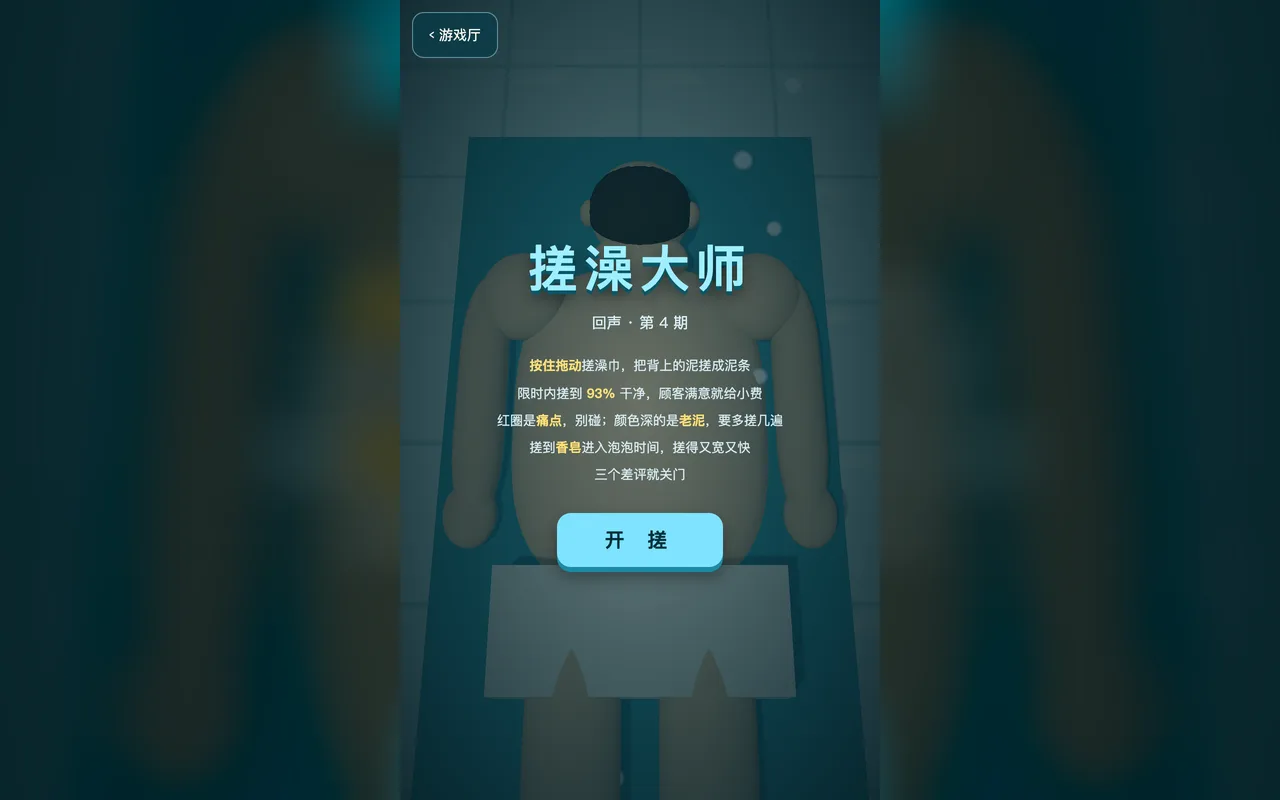 < 游戏厅
搓澡大师
回声 · 第 4 期
按住拖动搓澡巾，把背上的泥搓成泥条
限时内搓到 93% 干净，顾客满意就给小费
红圈是痛点，别碰；颜色深的是老泥，要多搓几遍
搓到香皂进入泡泡时间，搓得又宽又快
三个差评就关门
开 搓